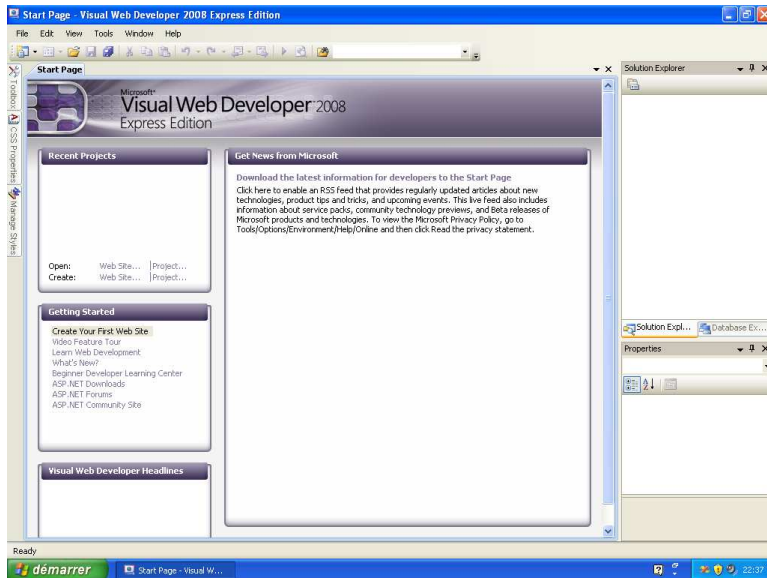 Start Page - Visual Web Developer 2008 Express Edition
File Edit View Tools Window Help
Start Page
Solution Explorer
Toolbox
CSS Properties
Manage Styles
Microsoft®
Visual Web Developer 2008
Express Edition
Recent Projects
Open: Web Site... | Project...
Create: Web Site... | Project...
Getting Started
Create Your First Web Site
Video Feature Tour
Learn Web Development
What's New?
Beginner Developer Learning Center
ASP.NET Downloads
ASP.NET Forums
ASP.NET Community Site
Visual Web Developer Headlines
Get News from Microsoft
Download the latest information for developers to the Start Page
Click here to enable an RSS feed that provides regularly updated articles about new
technologies, product tips and tricks, and upcoming events. This live feed also includes
information about service packs, community technology previews, and Beta releases of
Microsoft products and technologies. To view the Microsoft Privacy Policy, go to
Tools/Options/Environment/Help/Online and then click Read the privacy statement.
Solution Expl... Database Ex...
Properties
Ready
démarrer
Start Page - Visual W...
22:37